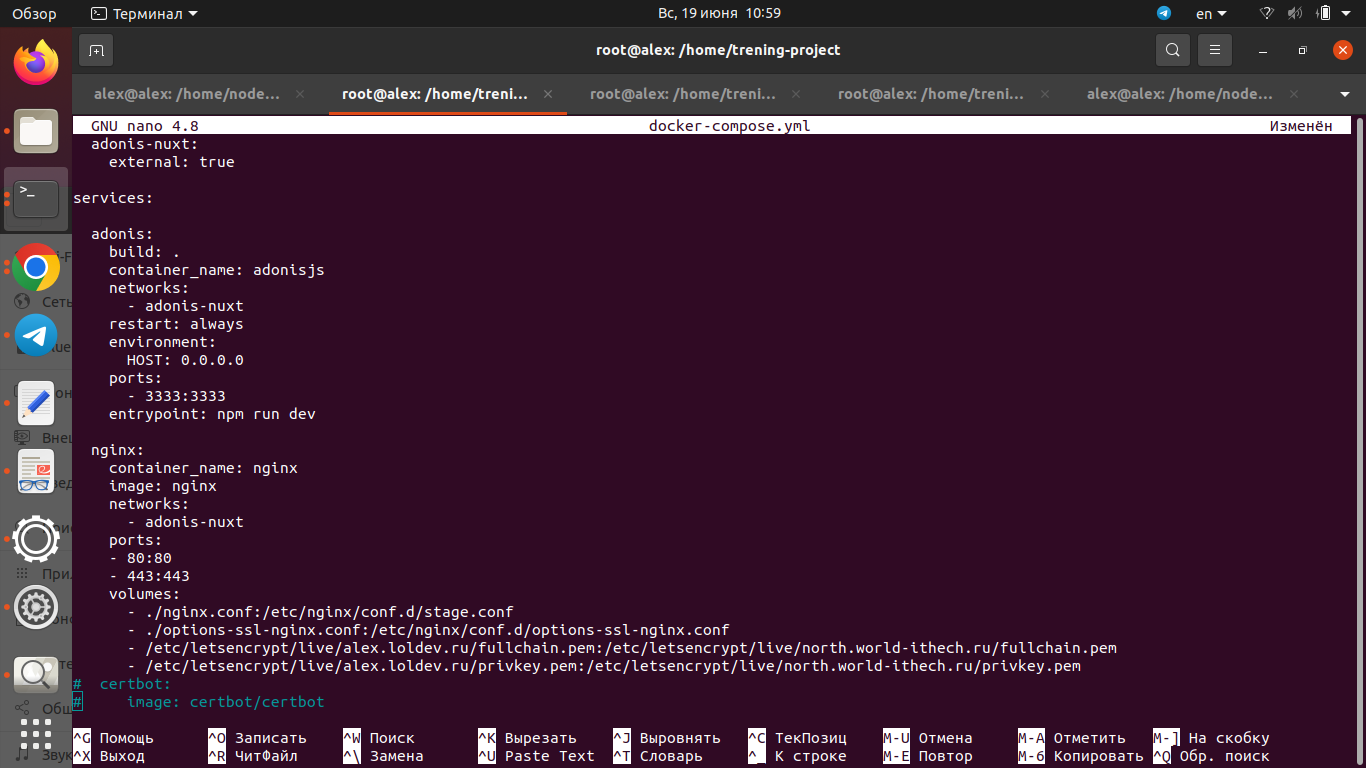 Обзор
Терминал
Вс, 19 июня 10:59
en
root@alex: /home/trening-project
alex@alex: /home/node...
root@alex: /home/treni...
root@alex: /home/treni...
root@alex: /home/treni...
alex@alex: /home/node...
GNU nano 4.8 docker-compose.yml Изменён
adonis-nuxt:
external: true
services:
adonis:
build: .
container_name: adonisjs
networks:
- adonis-nuxt
restart: always
environment:
HOST: 0.0.0.0
ports:
- 3333:3333
entrypoint: npm run dev
nginx:
container_name: nginx
image: nginx
networks:
- adonis-nuxt
ports:
- 80:80
- 443:443
volumes:
- ./nginx.conf:/etc/nginx/conf.d/stage.conf
- ./options-ssl-nginx.conf:/etc/nginx/conf.d/options-ssl-nginx.conf
- /etc/letsencrypt/live/alex.loldev.ru/fullchain.pem:/etc/letsencrypt/live/north.world-ithech.ru/fullchain.pem
- /etc/letsencrypt/live/alex.loldev.ru/privkey.pem:/etc/letsencrypt/live/north.world-ithech.ru/privkey.pem
# certbot:
# image: certbot/certbot
^G Помощь ^O Записать ^W Поиск ^K Вырезать ^J Выровнять ^C ТекПозиц M-U Отмена M-A Отметить M-] На скобку
^X Выход ^R ЧитФайл ^\ Замена ^U Paste Text ^T Словарь ^_ К строке M-E Повтор M-6 Копировать ^Q Обр. поиск
Сеть